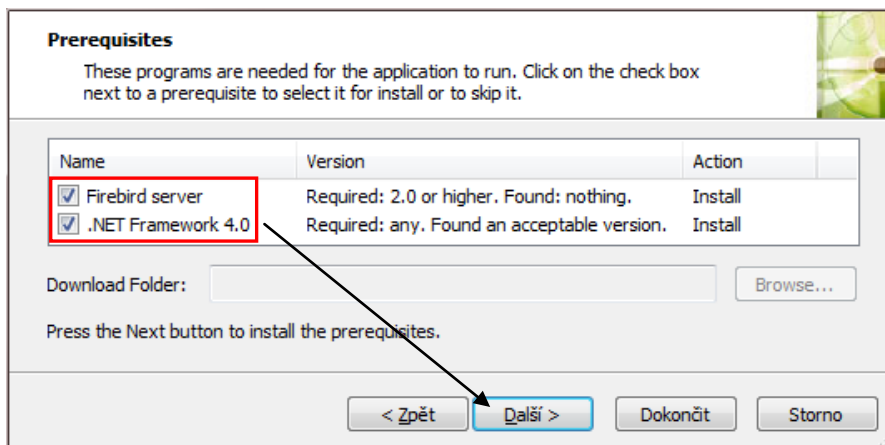 Prerequisites
These programs are needed for the application to run. Click on the check box
next to a prerequisite to select it for install or to skip it.
Name Version Action
Firebird server Required: 2.0 or higher. Found: nothing. Install
.NET Framework 4.0 Required: any. Found an acceptable version. Install
Download Folder: Browse...
Press the Next button to install the prerequisites.
< Zpět Další > Dokončit Storno